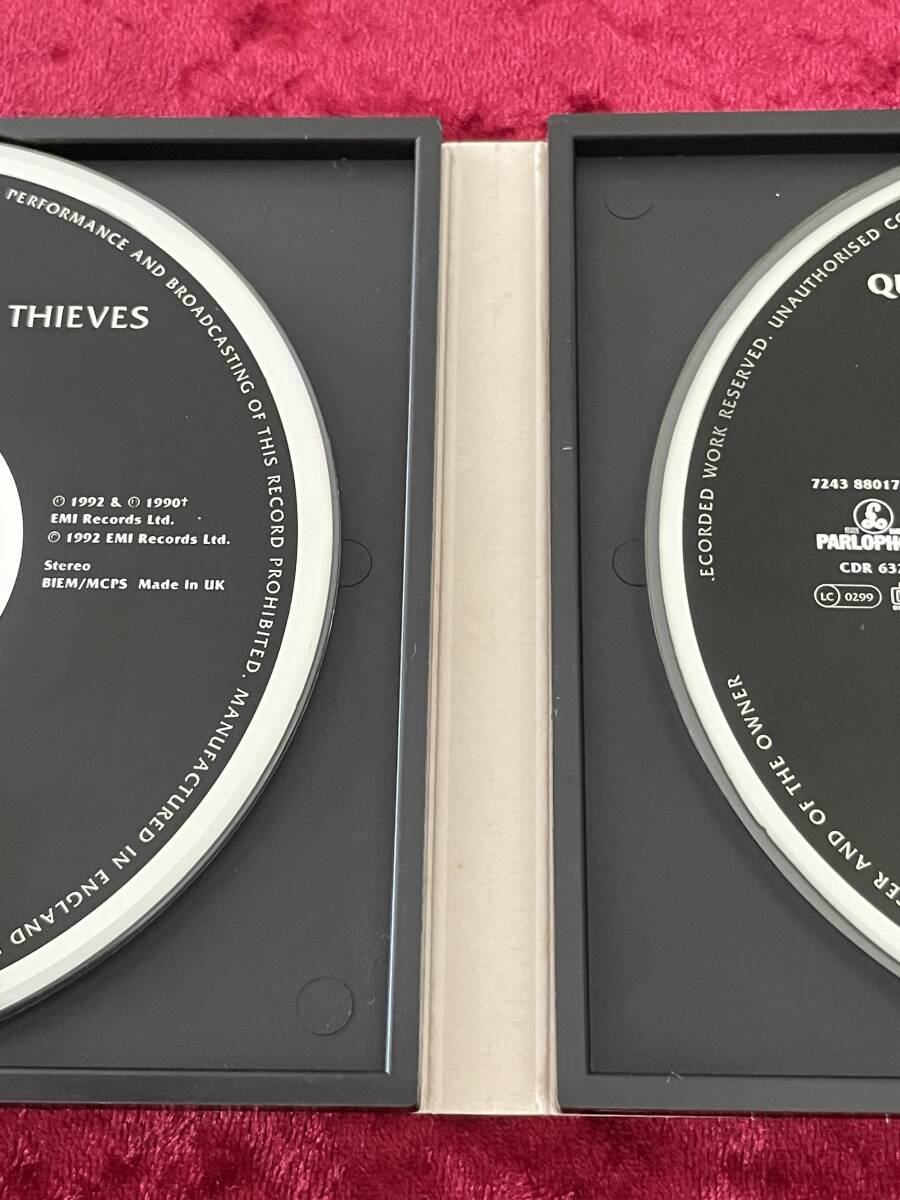 PERFORMANCE AND BROADCASTING OF THIS RECORD PROHIBITED. MANUFACTURED IN ENGLAND
THIEVES
℗ 1992 & ℗ 1990†
EMI Records Ltd.
© 1992 EMI Records Ltd.
Stereo
BIEM/MCPS Made in UK
AND OF THE OWNER
ECORDED WORK RESERVED. UNAUTHORISED CO
QU
7243 88017
PARLOPHO
CDR 632
LC 0299